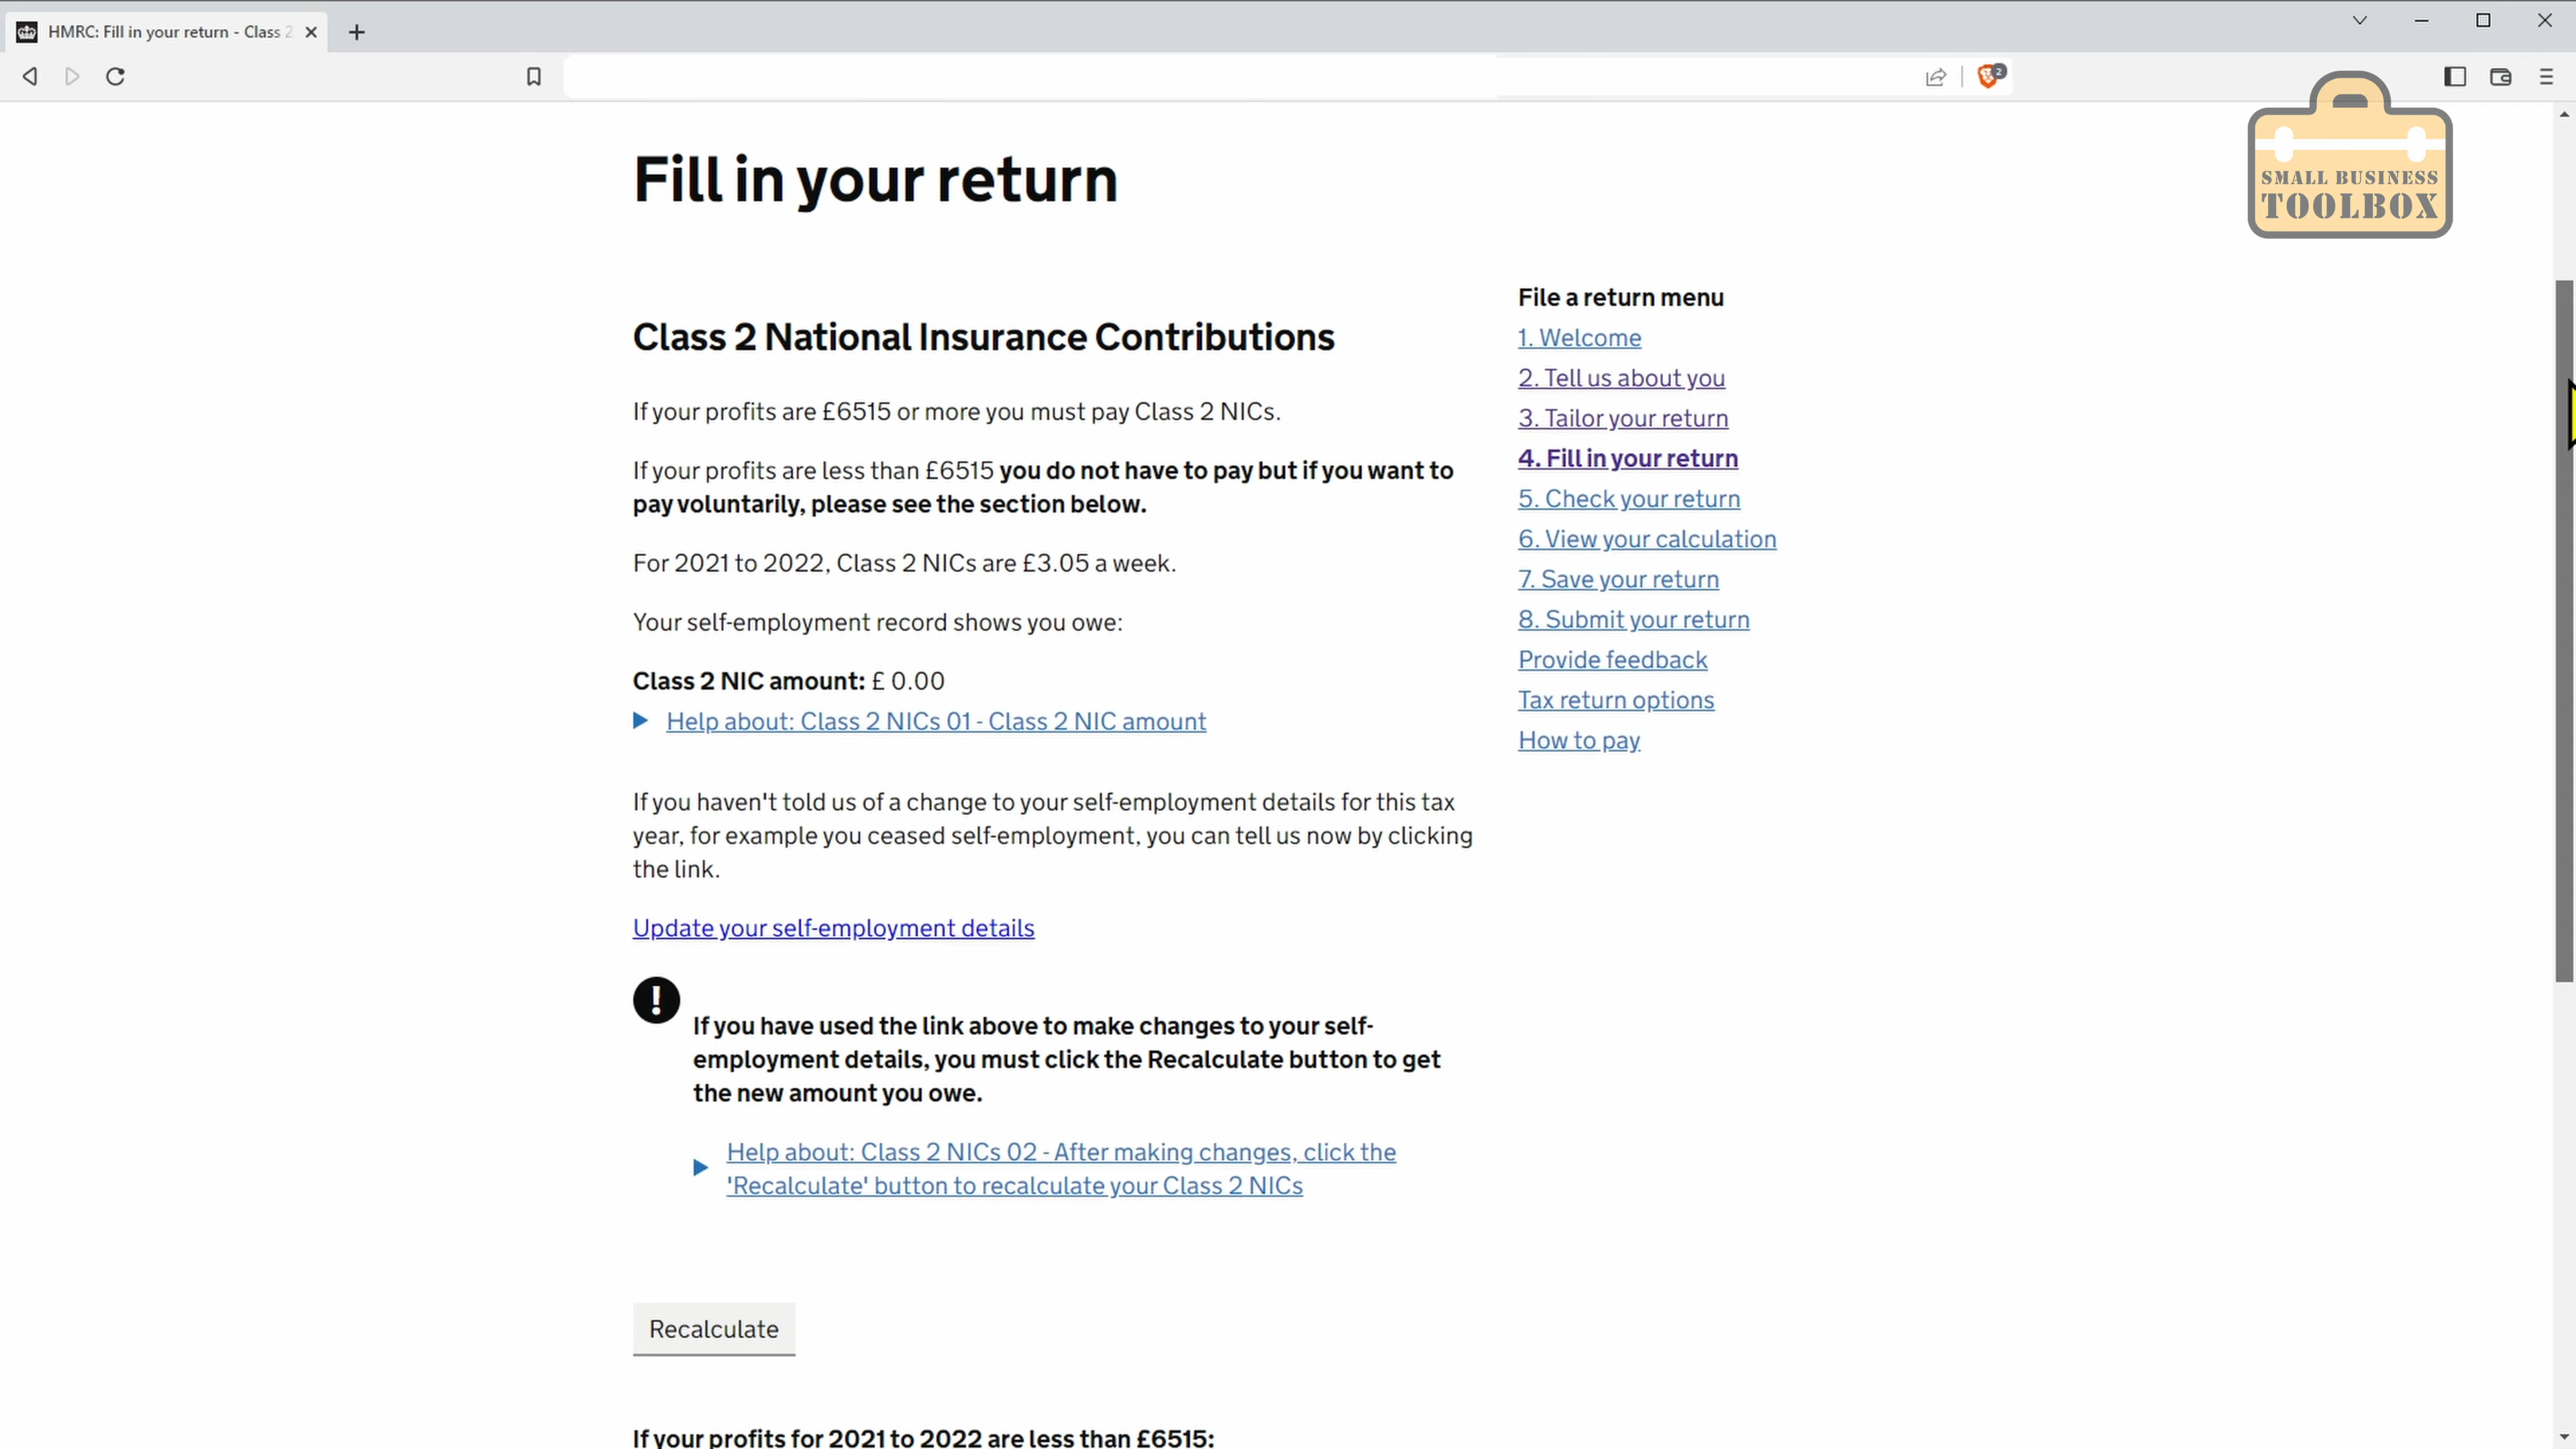 HMRC: Fill in your return - Class 2
2
SMALL BUSINESS
TOOLBOX
Fill in your return
Class 2 National Insurance Contributions
If your profits are £6515 or more you must pay Class 2 NICs.
If your profits are less than £6515 you do not have to pay but if you want to
pay voluntarily, please see the section below.
For 2021 to 2022, Class 2 NICs are £3.05 a week.
Your self-employment record shows you owe:
Class 2 NIC amount: £ 0.00
Help about: Class 2 NICs 01 - Class 2 NIC amount
If you haven't told us of a change to your self-employment details for this tax
year, for example you ceased self-employment, you can tell us now by clicking
the link.
Update your self-employment details
!
If you have used the link above to make changes to your self-
employment details, you must click the Recalculate button to get
the new amount you owe.
Help about: Class 2 NICs 02 - After making changes, click the
'Recalculate' button to recalculate your Class 2 NICs
Recalculate
If your profits for 2021 to 2022 are less than £6515:
File a return menu
1. Welcome
2. Tell us about you
3. Tailor your return
4. Fill in your return
5. Check your return
6. View your calculation
7. Save your return
8. Submit your return
Provide feedback
Tax return options
How to pay